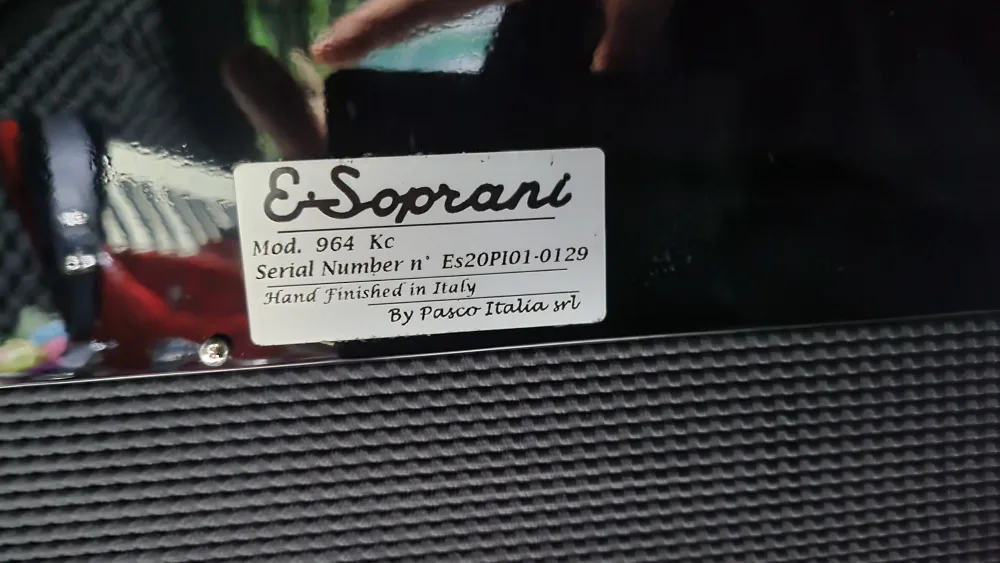 E. Soprani
Mod. 964 Kc
Serial Number n° Es20PI01-0129
Hand Finished in Italy
By Pasco Italia srl